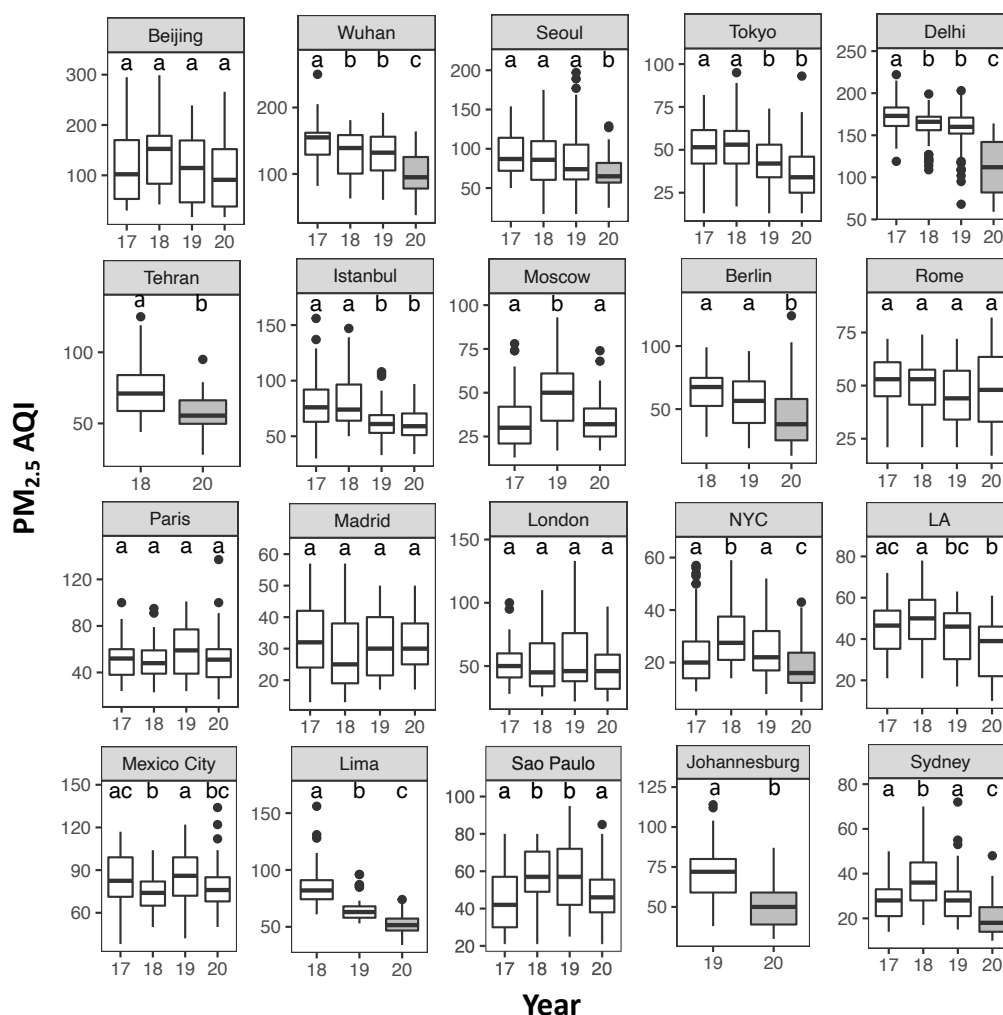 Beijing Wuhan Seoul Tokyo Delhi
a a a a
a b b c
a a a b
a a b b
a b b c
300
200
100
150
100
200
150
100
50
100
75
50
25
250
200
150
100
50
17 18 19 20
17 18 19 20
17 18 19 20
17 18 19 20
17 18 19 20
Tehran Istanbul Moscow Berlin Rome
a b
a a b b
a b a
a a b
a a a a
100
50
150
100
50
100
75
50
25
100
50
75
50
25
18 20
17 18 19 20
17 19 20
18 19 20
17 18 19 20
PM2.5 AQI
Paris Madrid London NYC LA
a a a a
a a a a
a a a a
a b a c
ac a bc b
120
80
40
60
50
40
30
20
150
100
50
60
40
20
80
60
40
20
17 18 19 20
17 18 19 20
17 18 19 20
17 18 19 20
17 18 19 20
Mexico City Lima Sao Paulo Johannesburg Sydney
ac b a bc
a b c
a b b a
a b
a b a c
150
120
90
60
150
100
50
100
80
60
40
20
125
100
75
50
80
60
40
20
17 18 19 20
18 19 20
17 18 19 20
19 20
17 18 19 20
Year